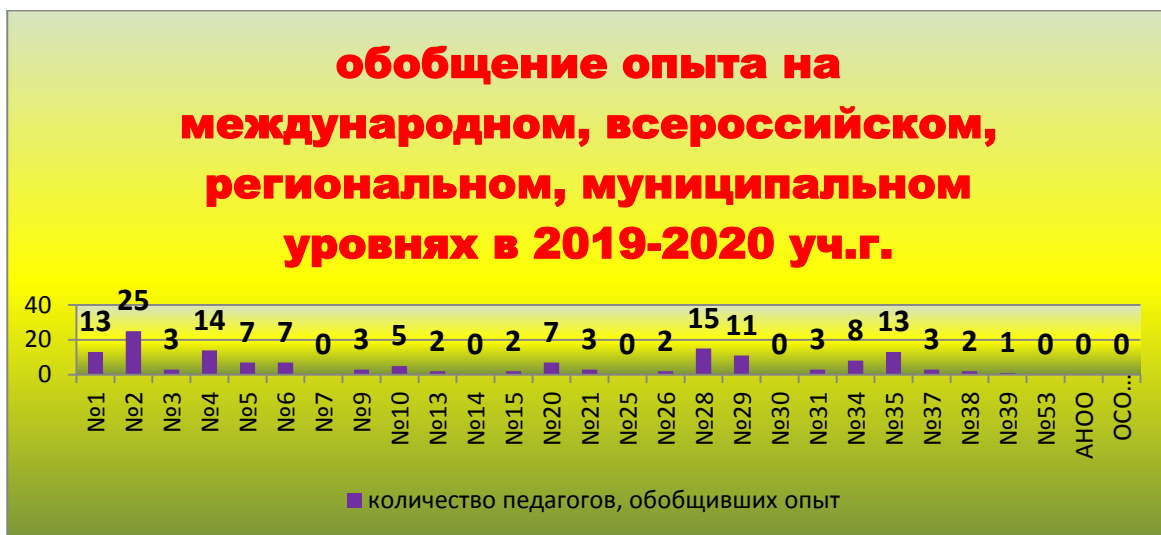 обобщение опыта на
международном, всероссийском,
региональном, муниципальном
уровнях в 2019-2020 уч.г.
40
20
0
13 25 3 14 7 7 0 3 5 2 0 2 7 3 0 2 15 11 0 3 8 13 3 2 1 0 0 0
№1 №2 №3 №4 №5 №6 №7 №9 №10 №13 №14 №15 №20 №21 №25 №26 №28 №29 №30 №31 №34 №35 №37 №38 №39 №53 АНОО ОСО…
количество педагогов, обобщивших опыт